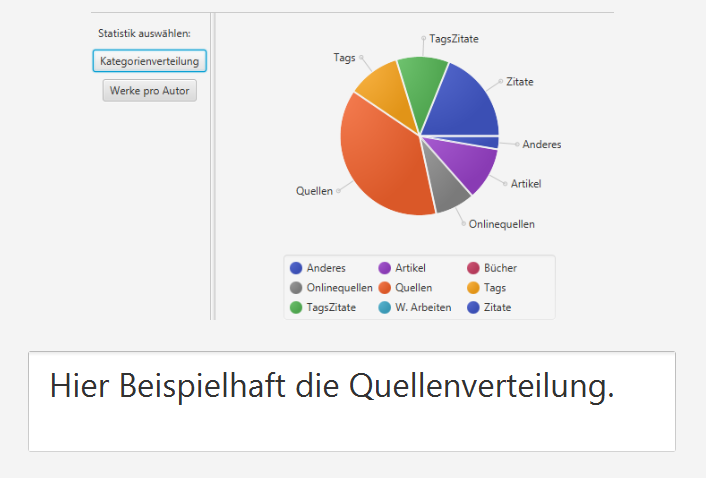 Statistik auswählen:
Kategorienverteilung
Werke pro Autor
TagsZitate
Tags
Zitate
Anderes
Artikel
Quellen
Onlinequellen
Anderes Artikel Bücher
Onlinequellen Quellen Tags
TagsZitate W. Arbeiten Zitate
Hier Beispielhaft die Quellenverteilung.